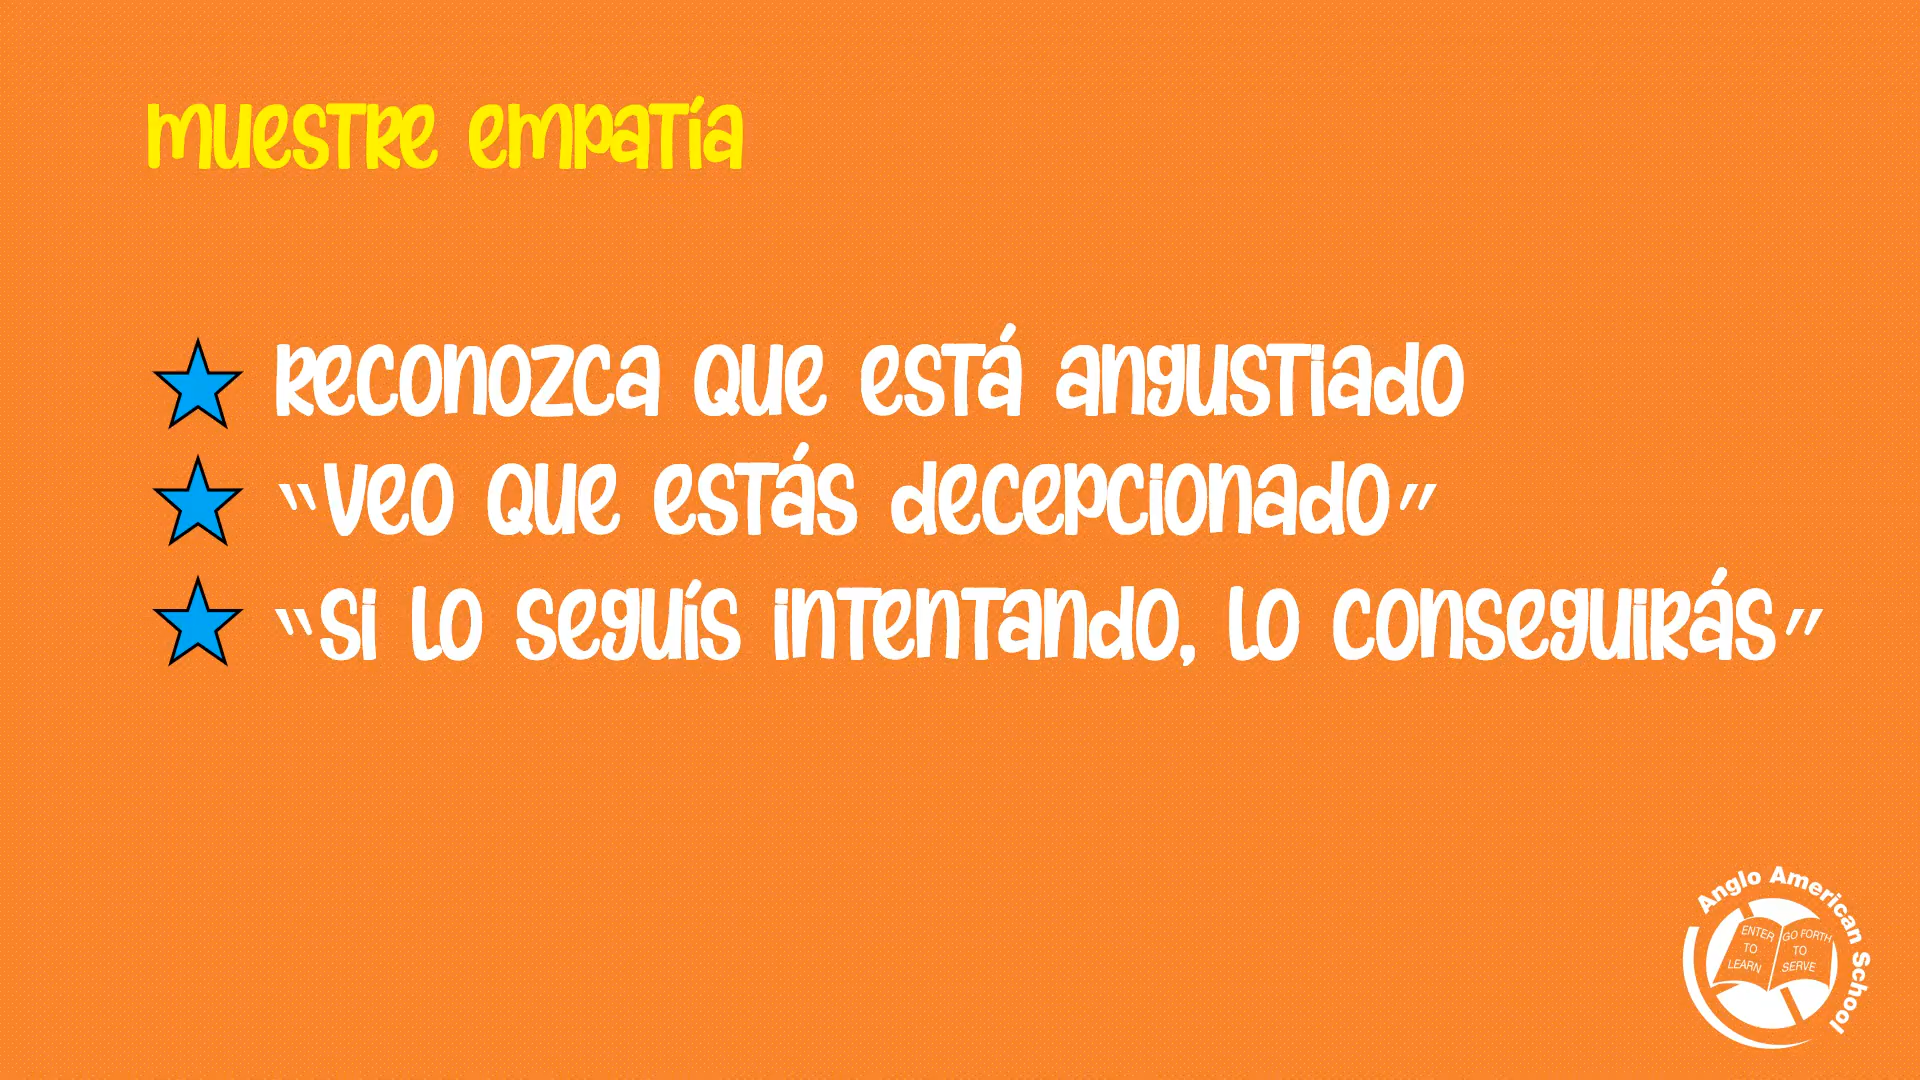 Muestre empatía
Reconozca que está angustiado
"Veo que estás decepcionado"
"Si lo seguís intentando, lo conseguirás"
Anglo American School
ENTER TO LEARN
GO FORTH TO SERVE